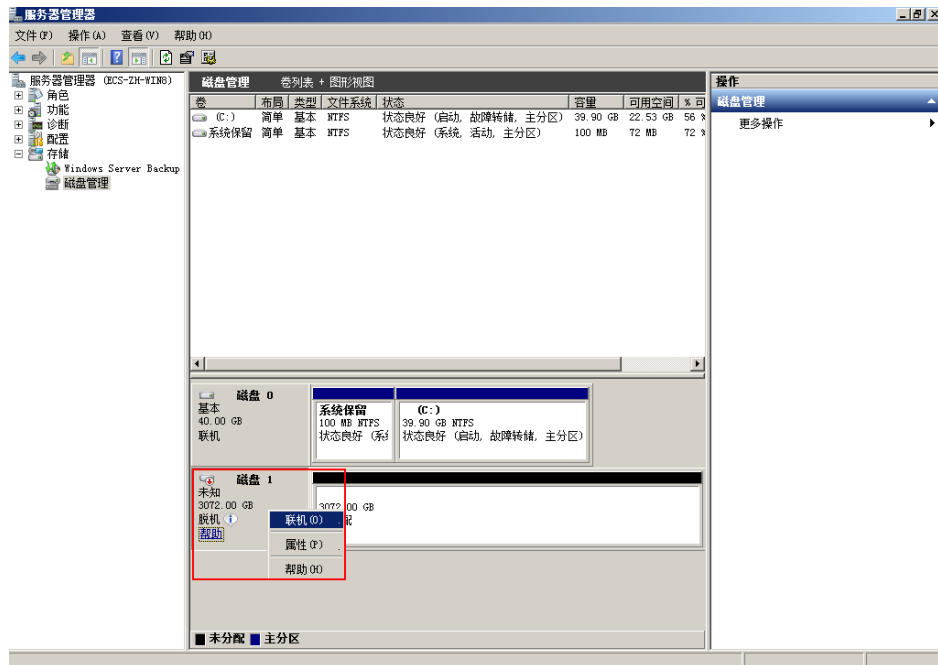 服务器管理器
文件(F) 操作(A) 查看(V) 帮助(H)
服务器管理器 (ECS-ZH-WIN8)
角色
功能
诊断
配置
存储
Windows Server Backup
磁盘管理
磁盘管理 卷列表 + 图形视图
卷 布局 类型 文件系统 状态 容量 可用空间 % 可
(C:) 简单 基本 NTFS 状态良好 (启动, 故障转储, 主分区) 39.90 GB 22.53 GB 56 %
系统保留 简单 基本 NTFS 状态良好 (系统, 活动, 主分区) 100 MB 72 MB 72 %
磁盘 0
基本
40.00 GB
联机
系统保留
100 MB NTFS
状态良好 (系
(C:)
39.90 GB NTFS
状态良好 (启动, 故障转储, 主分区)
磁盘 1
未知
3072.00 GB
脱机
帮助
3072.00 GB
联机(O)
属性(P)
帮助(H)
未分配 主分区
操作
磁盘管理
更多操作